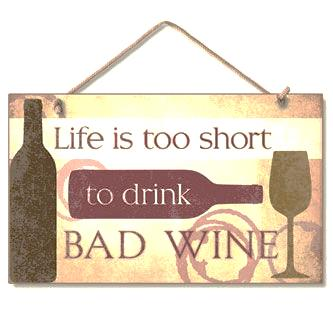 Life is too short
to drink
BAD WINE